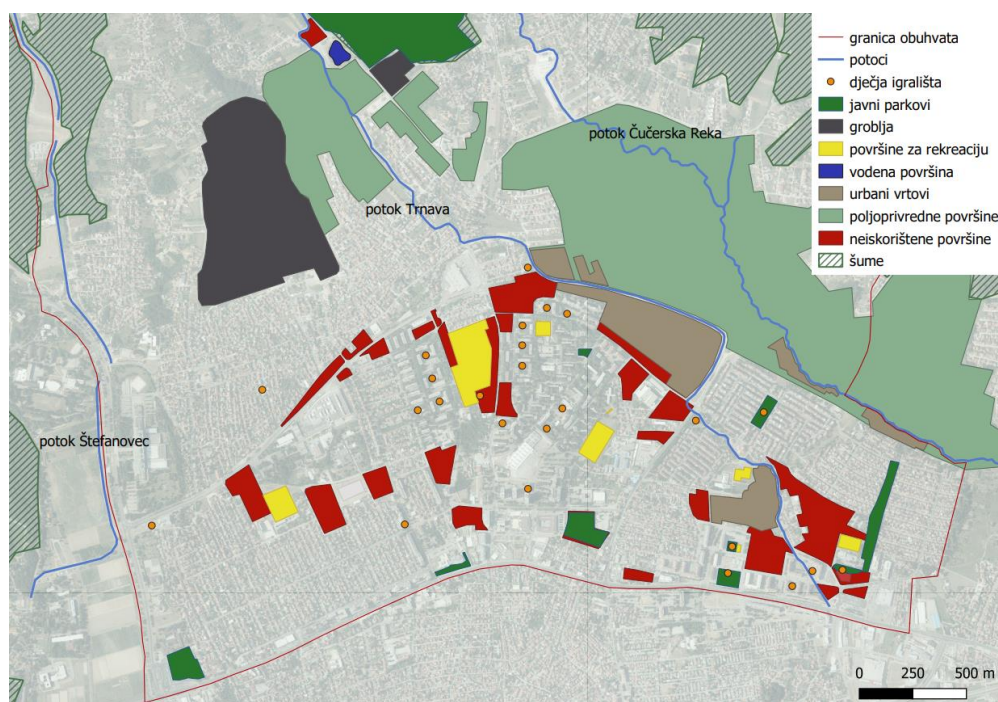 granica obuhvata
potoci
dječja igrališta
javni parkovi
groblja
površine za rekreaciju
vodena površina
urbani vrtovi
poljoprivredne površine
neiskorištene površine
šume
potok Čučerska Reka
potok Trnava
potok Štefanovec
0 250 500 m